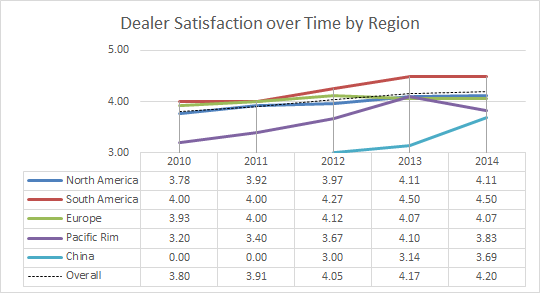 Dealer Satisfaction over Time by Region
5.00
4.00
3.00
2010 2011 2012 2013 2014
North America 3.78 3.92 3.97 4.11 4.11
South America 4.00 4.00 4.27 4.50 4.50
Europe 3.93 4.00 4.12 4.07 4.07
Pacific Rim 3.20 3.40 3.67 4.10 3.83
China 0.00 0.00 3.00 3.14 3.69
Overall 3.80 3.91 4.05 4.17 4.20